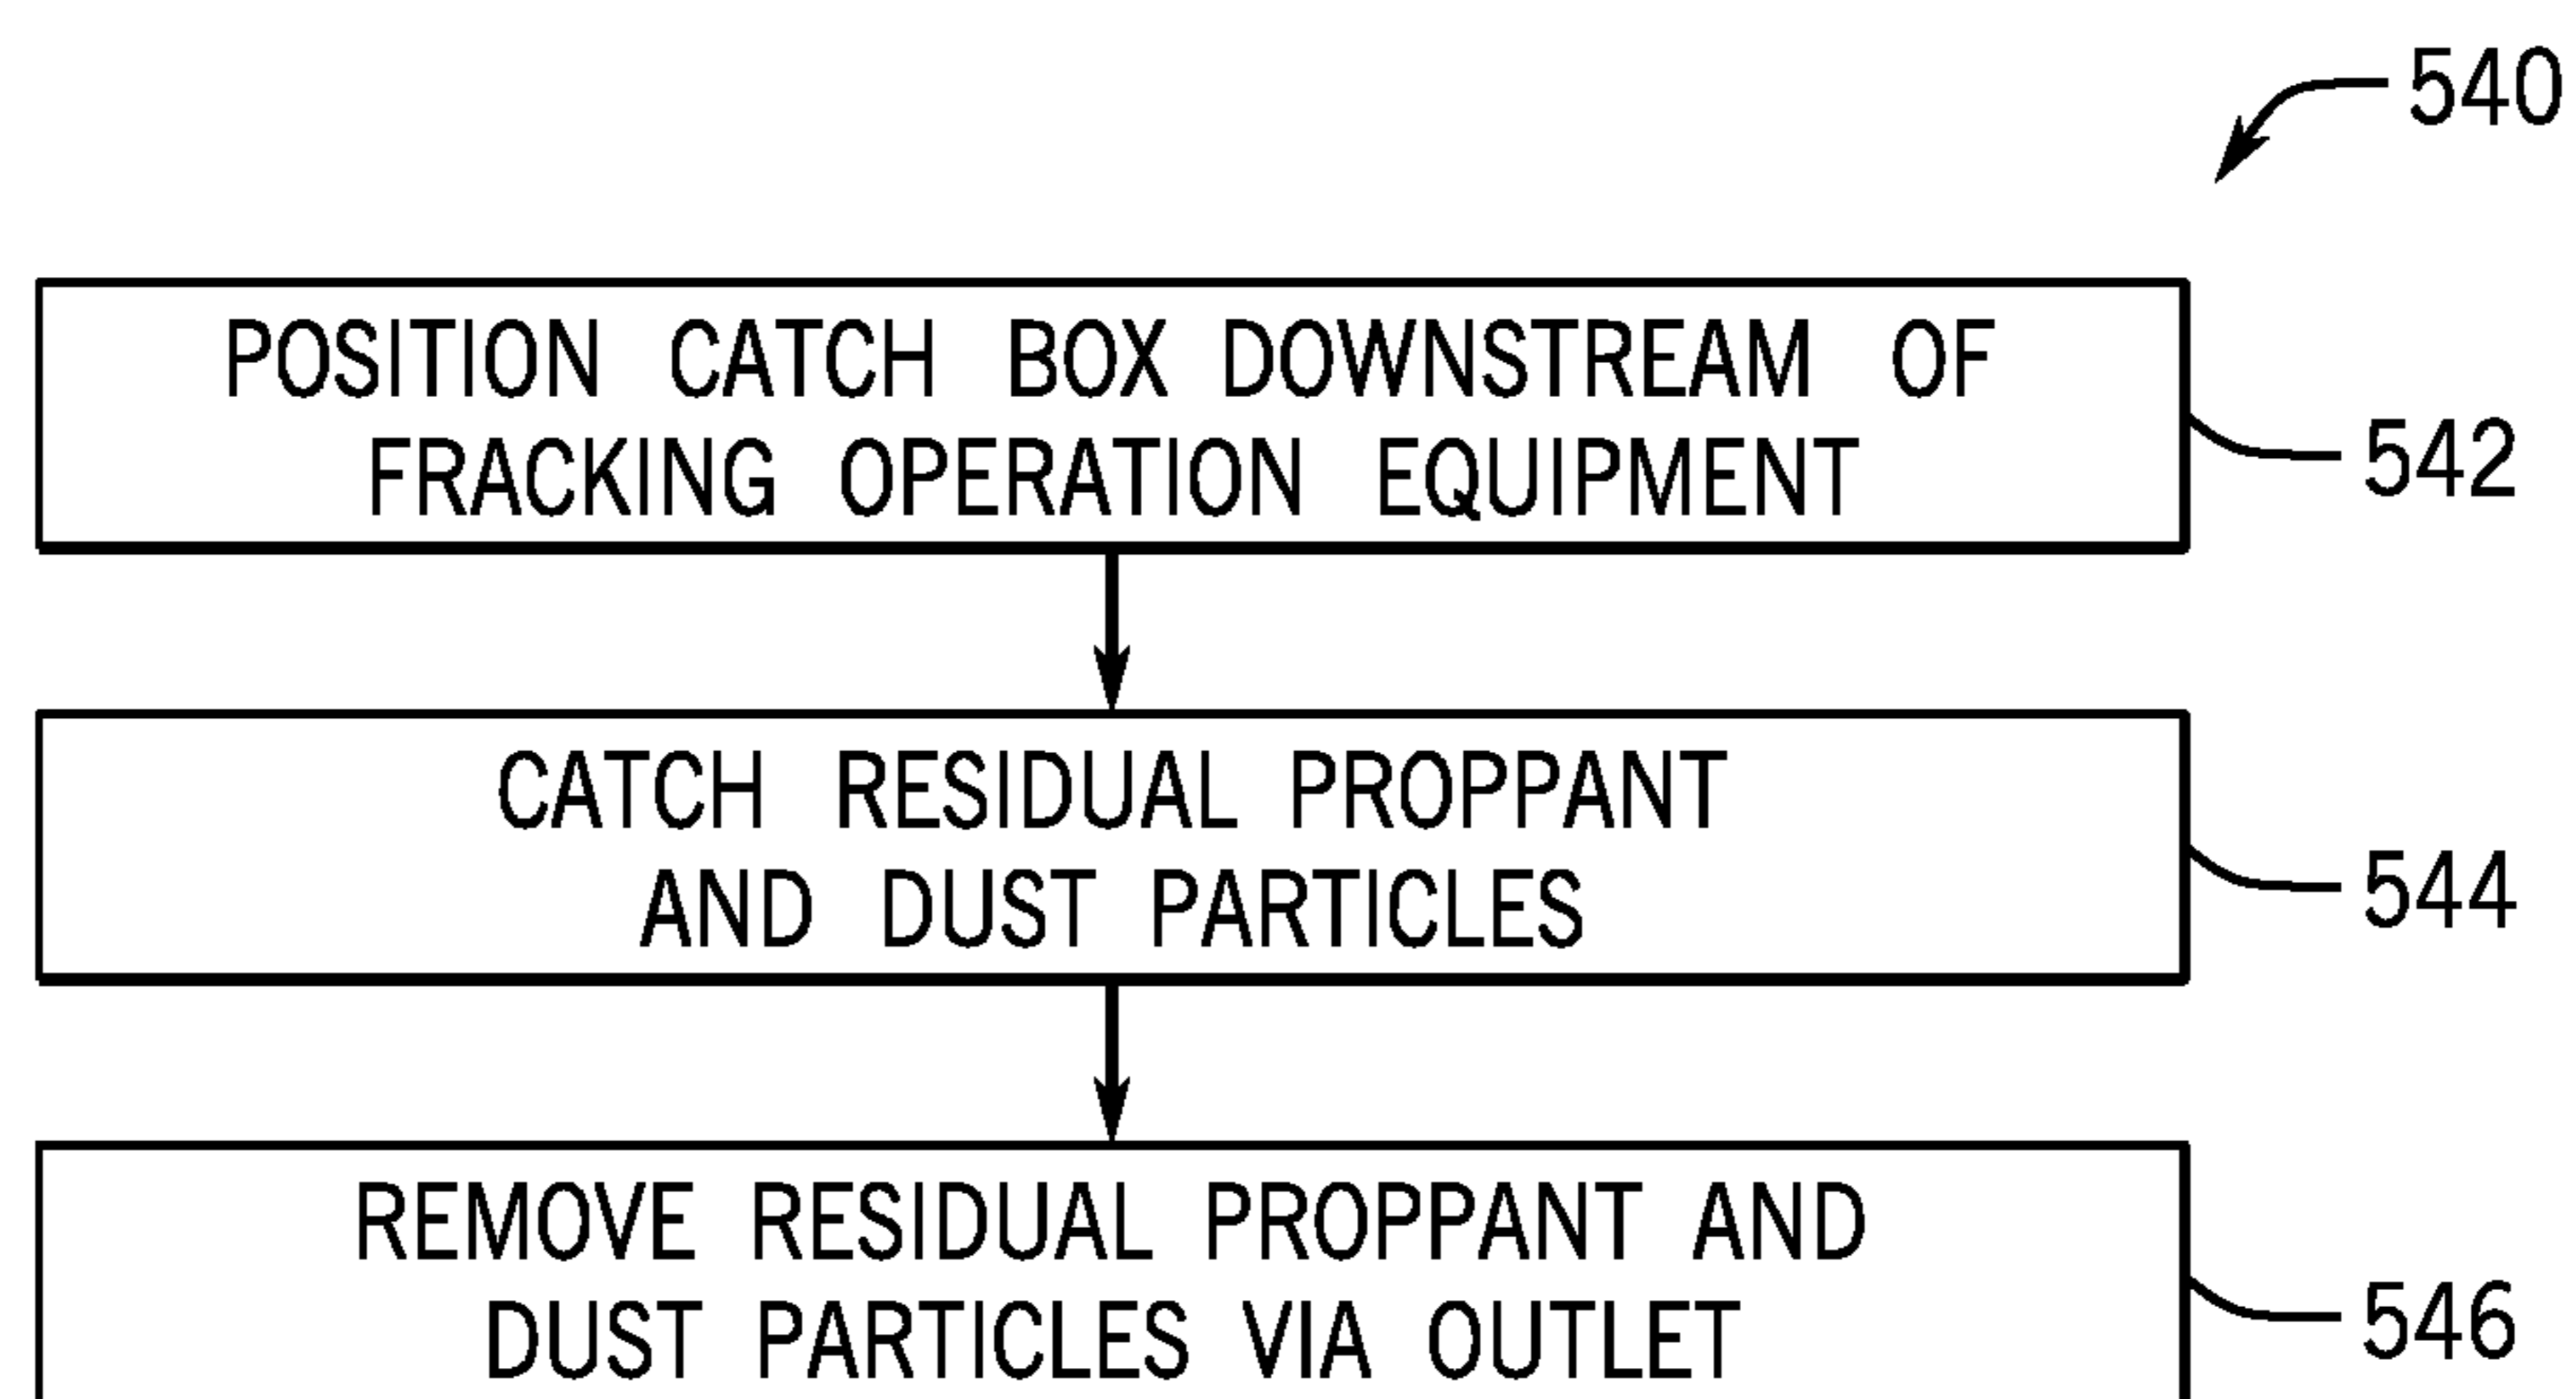 540
POSITION CATCH BOX DOWNSTREAM OF
FRACKING OPERATION EQUIPMENT
542
CATCH RESIDUAL PROPPANT
AND DUST PARTICLES
544
REMOVE RESIDUAL PROPPANT AND
DUST PARTICLES VIA OUTLET
546